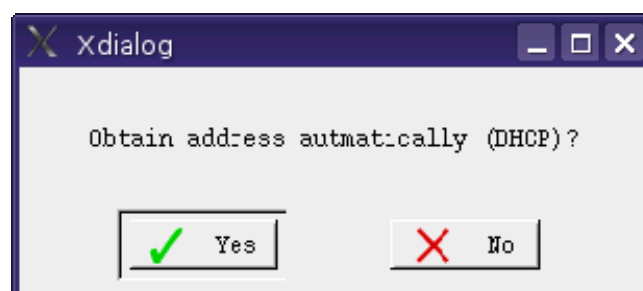 Xdialog
Obtain address autmatically (DHCP)?
Yes No